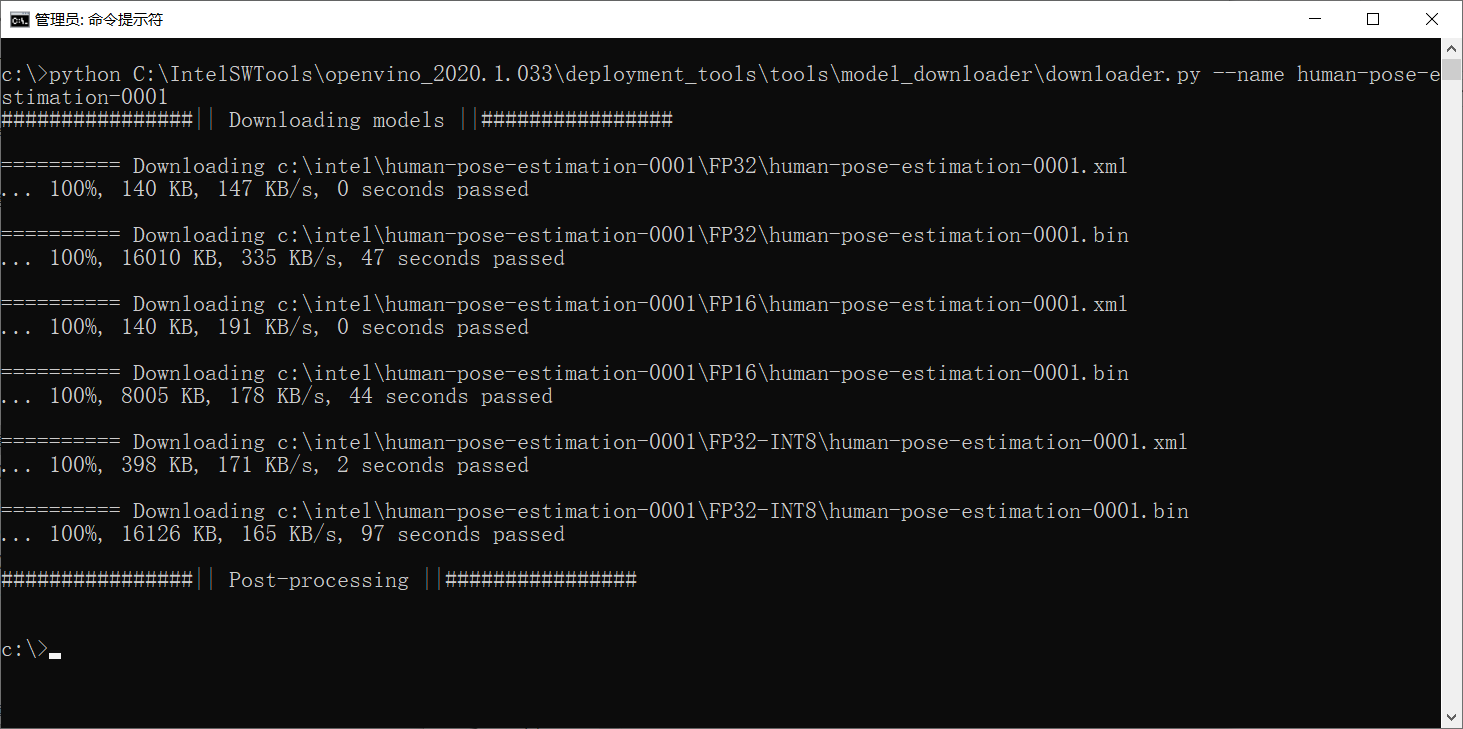 管理员: 命令提示符
c:\>python C:\IntelSWTools\openvino_2020.1.033\deployment_tools\tools\model_downloader\downloader.py --name human-pose-e
stimation-0001
################|| Downloading models ||################
========== Downloading c:\intel\human-pose-estimation-0001\FP32\human-pose-estimation-0001.xml
... 100%, 140 KB, 147 KB/s, 0 seconds passed
========== Downloading c:\intel\human-pose-estimation-0001\FP32\human-pose-estimation-0001.bin
... 100%, 16010 KB, 335 KB/s, 47 seconds passed
========== Downloading c:\intel\human-pose-estimation-0001\FP16\human-pose-estimation-0001.xml
... 100%, 140 KB, 191 KB/s, 0 seconds passed
========== Downloading c:\intel\human-pose-estimation-0001\FP16\human-pose-estimation-0001.bin
... 100%, 8005 KB, 178 KB/s, 44 seconds passed
========== Downloading c:\intel\human-pose-estimation-0001\FP32-INT8\human-pose-estimation-0001.xml
... 100%, 398 KB, 171 KB/s, 2 seconds passed
========== Downloading c:\intel\human-pose-estimation-0001\FP32-INT8\human-pose-estimation-0001.bin
... 100%, 16126 KB, 165 KB/s, 97 seconds passed
################|| Post-processing ||################
c:\>